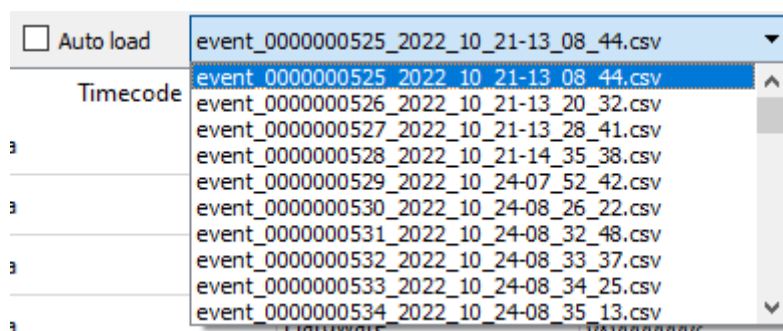 Auto load
event_0000000525_2022_10_21-13_08_44.csv
Timecode
event_0000000525_2022_10_21-13_08_44.csv
event_0000000526_2022_10_21-13_20_32.csv
event_0000000527_2022_10_21-13_28_41.csv
event_0000000528_2022_10_21-14_35_38.csv
event_0000000529_2022_10_24-07_52_42.csv
event_0000000530_2022_10_24-08_26_22.csv
event_0000000531_2022_10_24-08_32_48.csv
event_0000000532_2022_10_24-08_33_37.csv
event_0000000533_2022_10_24-08_34_25.csv
event_0000000534_2022_10_24-08_35_13.csv